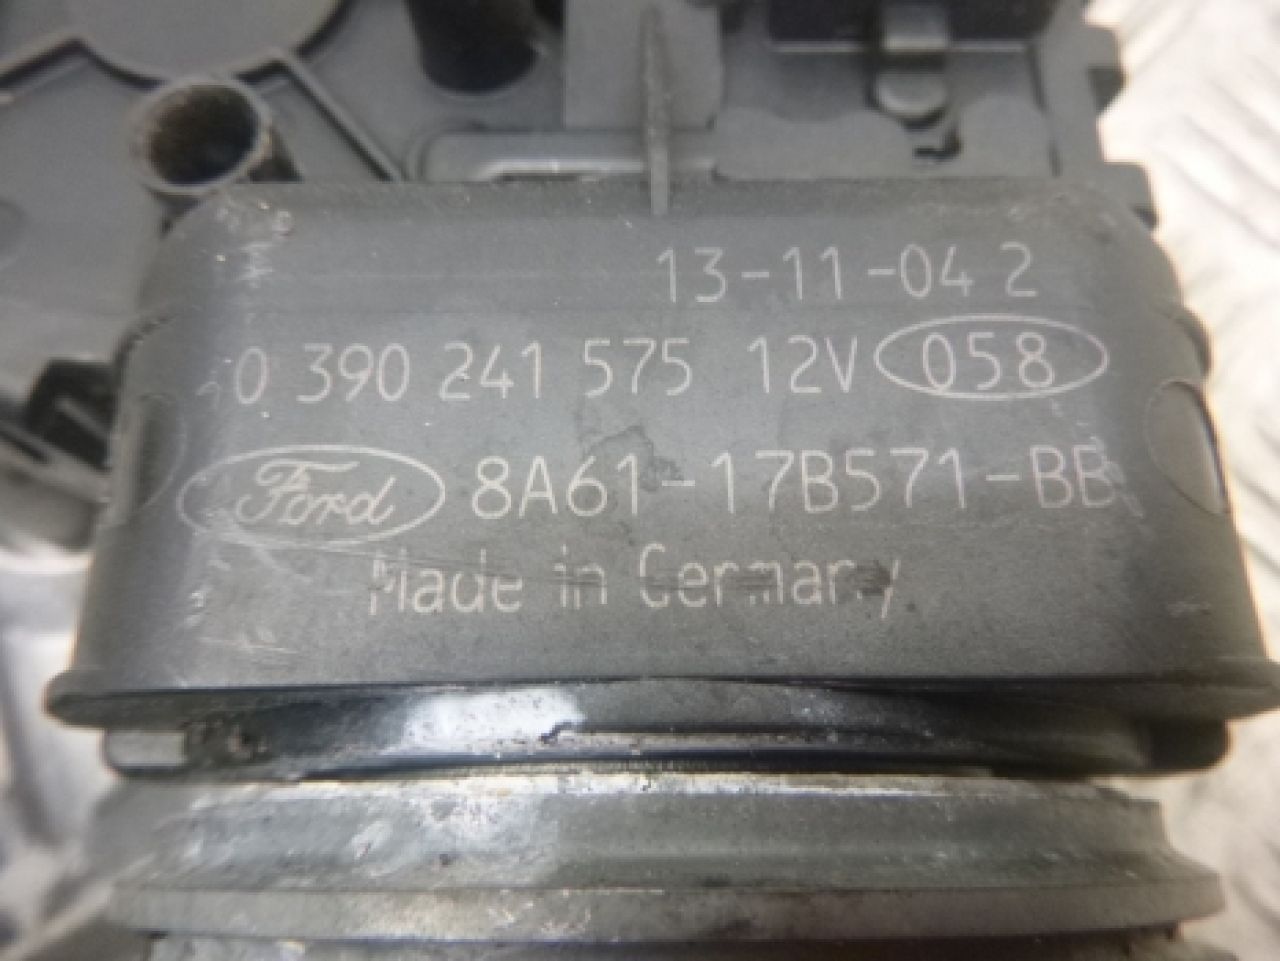 13-11-04 2
0 390 241 575 12V 058
Ford 8A61-17B571-BB
Made in Germany